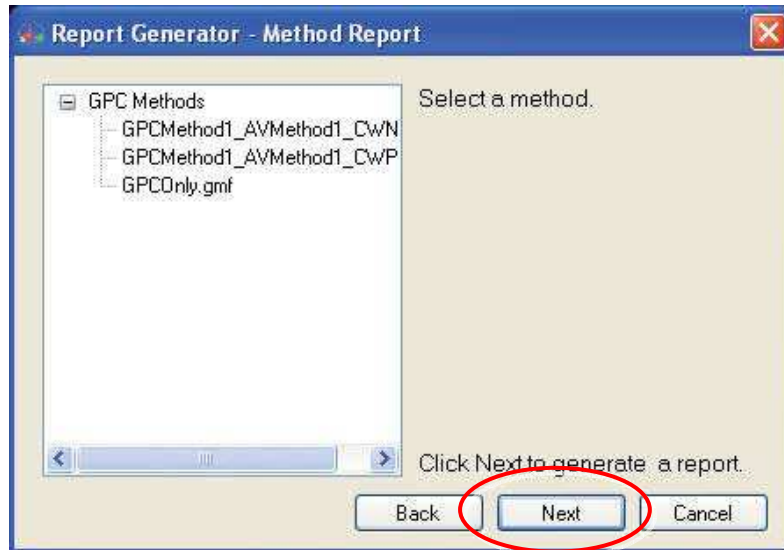 Report Generator - Method Report
GPC Methods
GPCMethod1_AVMethod1_CWN
GPCMethod1_AVMethod1_CWP
GPCOnly.gmf
Select a method.
Click Next to generate a report.
Back
Next
Cancel